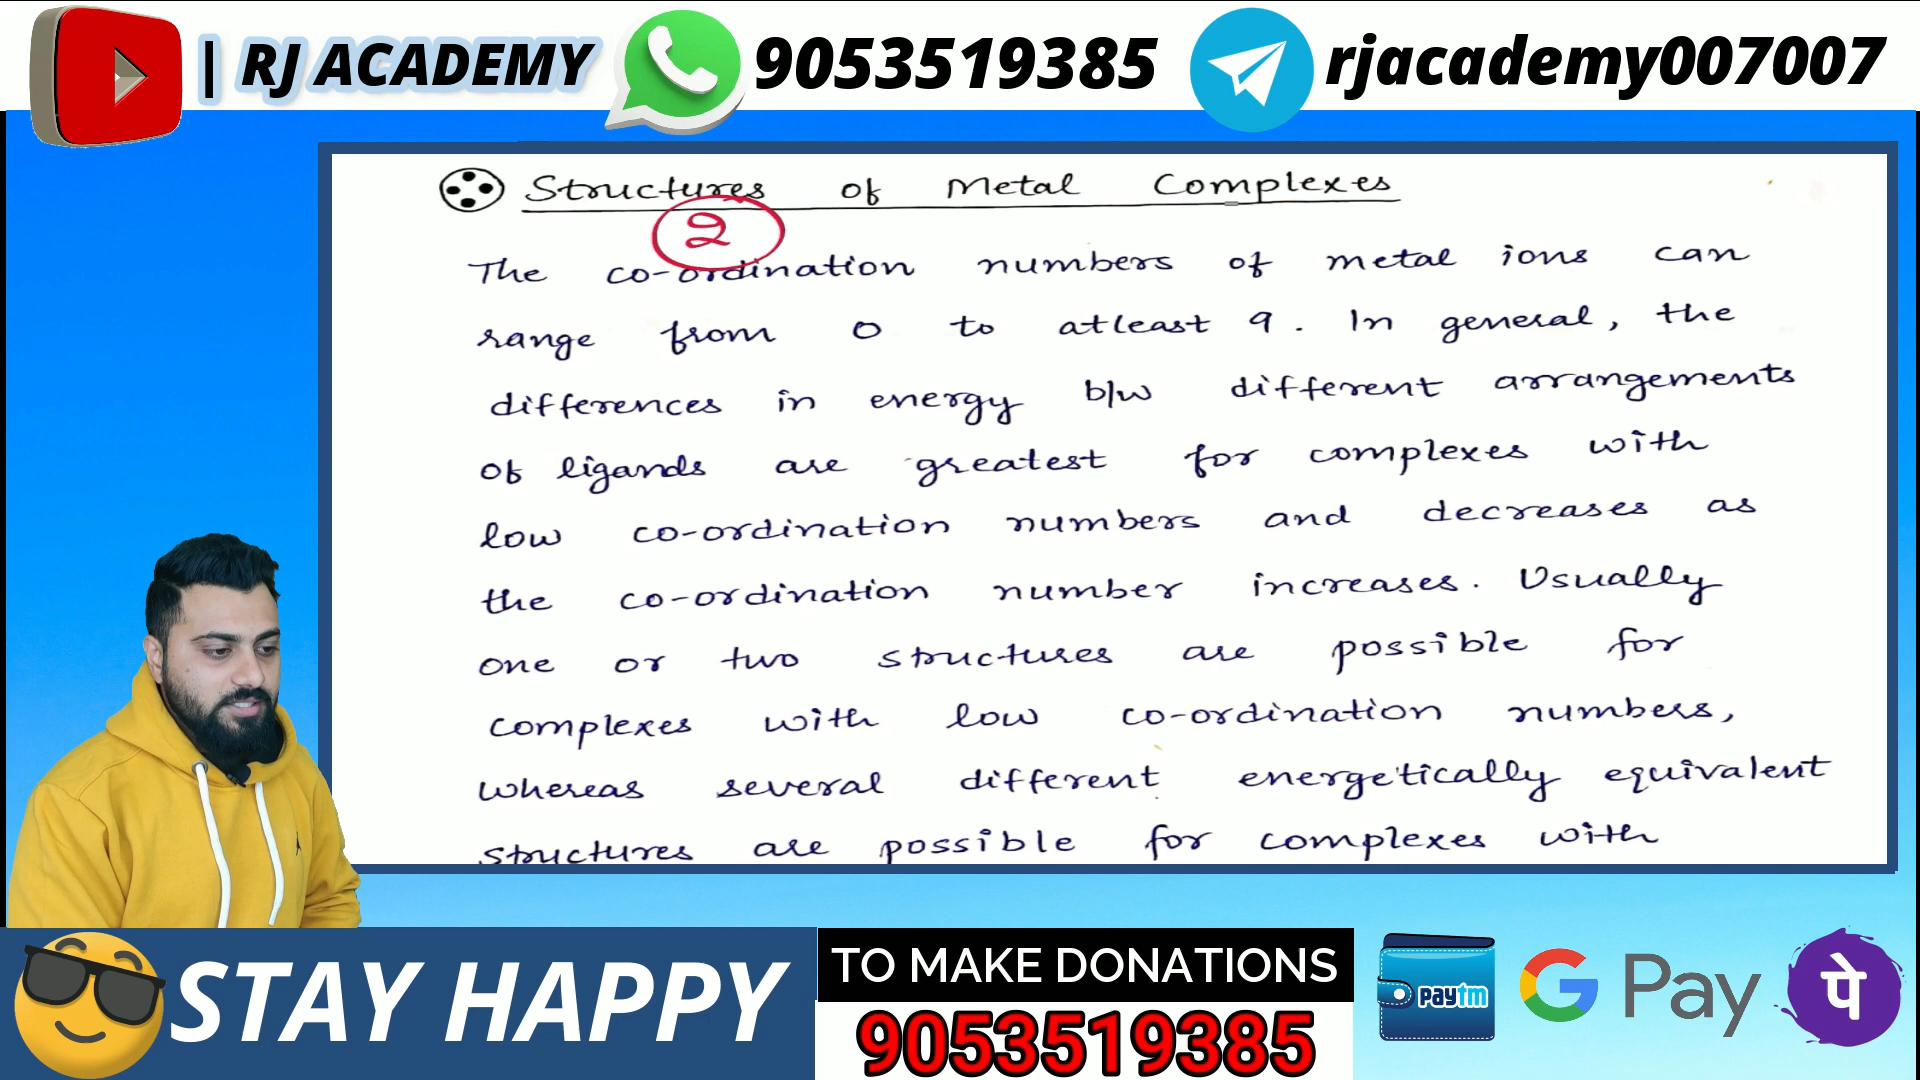 | RJ ACADEMY
9053519385
rjacademy007007
Structures of Metal Complexes
2
The co-ordination numbers of metal ions can
range from 0 to atleast 9. In general, the
differences in energy b/w different arrangements
of ligands are greatest for complexes with
low co-ordination numbers and decreases as
the co-ordination number increases. Usually
one or two structures are possible for
complexes with low co-ordination numbers,
whereas several different energetically equivalent
structures are possible for complexes with
STAY HAPPY
TO MAKE DONATIONS
9053519385
paytm
G Pay
पे